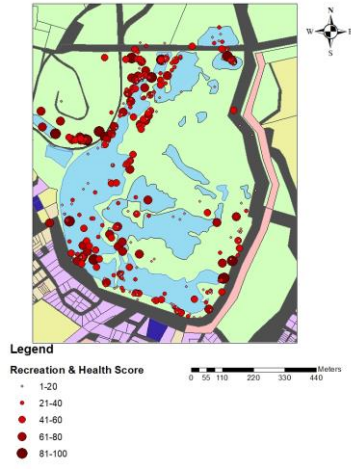 N
W E
S
Legend
Recreation & Health Score
1-20
21-40
41-60
61-80
81-100
Meters
0 55 110 220 330 440